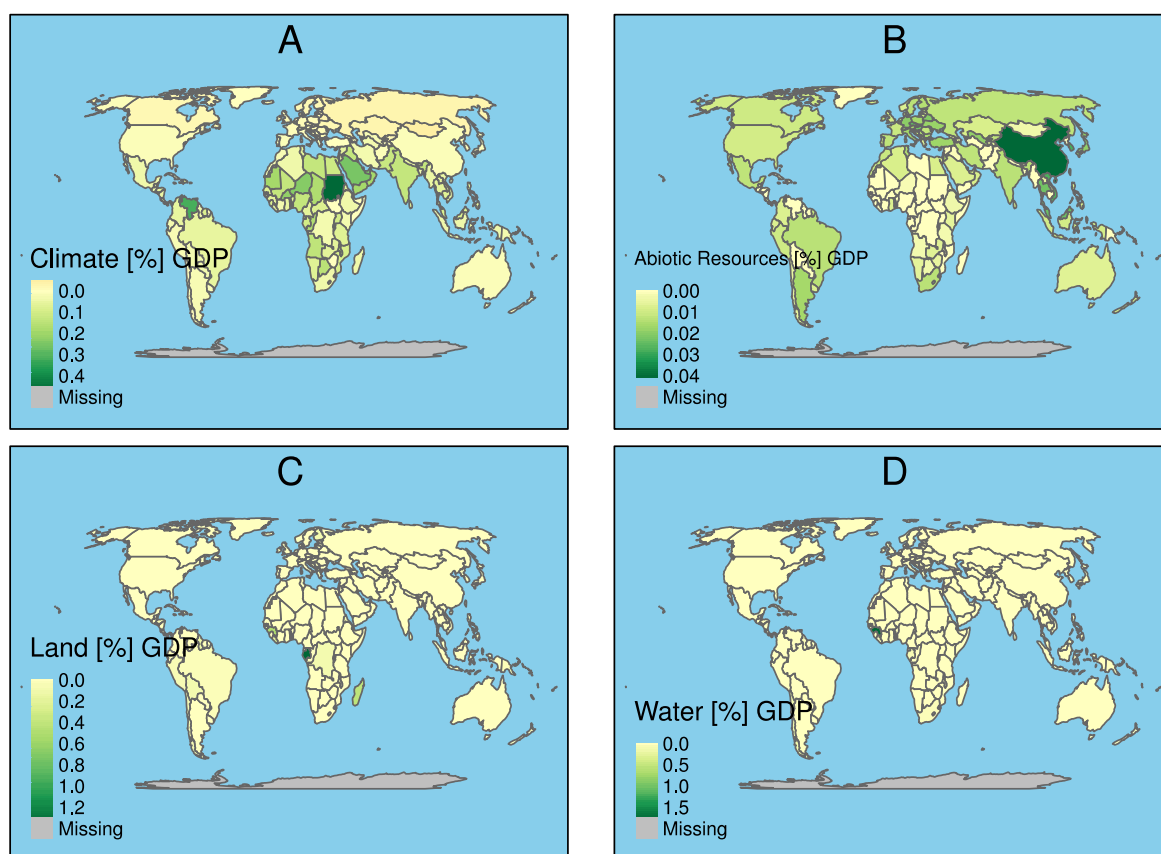 A
Climate [%] GDP
0.0
0.1
0.2
0.3
0.4
Missing
B
Abiotic Resources [%] GDP
0.00
0.01
0.02
0.03
0.04
Missing
C
Land [%] GDP
0.0
0.2
0.4
0.6
0.8
1.0
1.2
Missing
D
Water [%] GDP
0.0
0.5
1.0
1.5
Missing